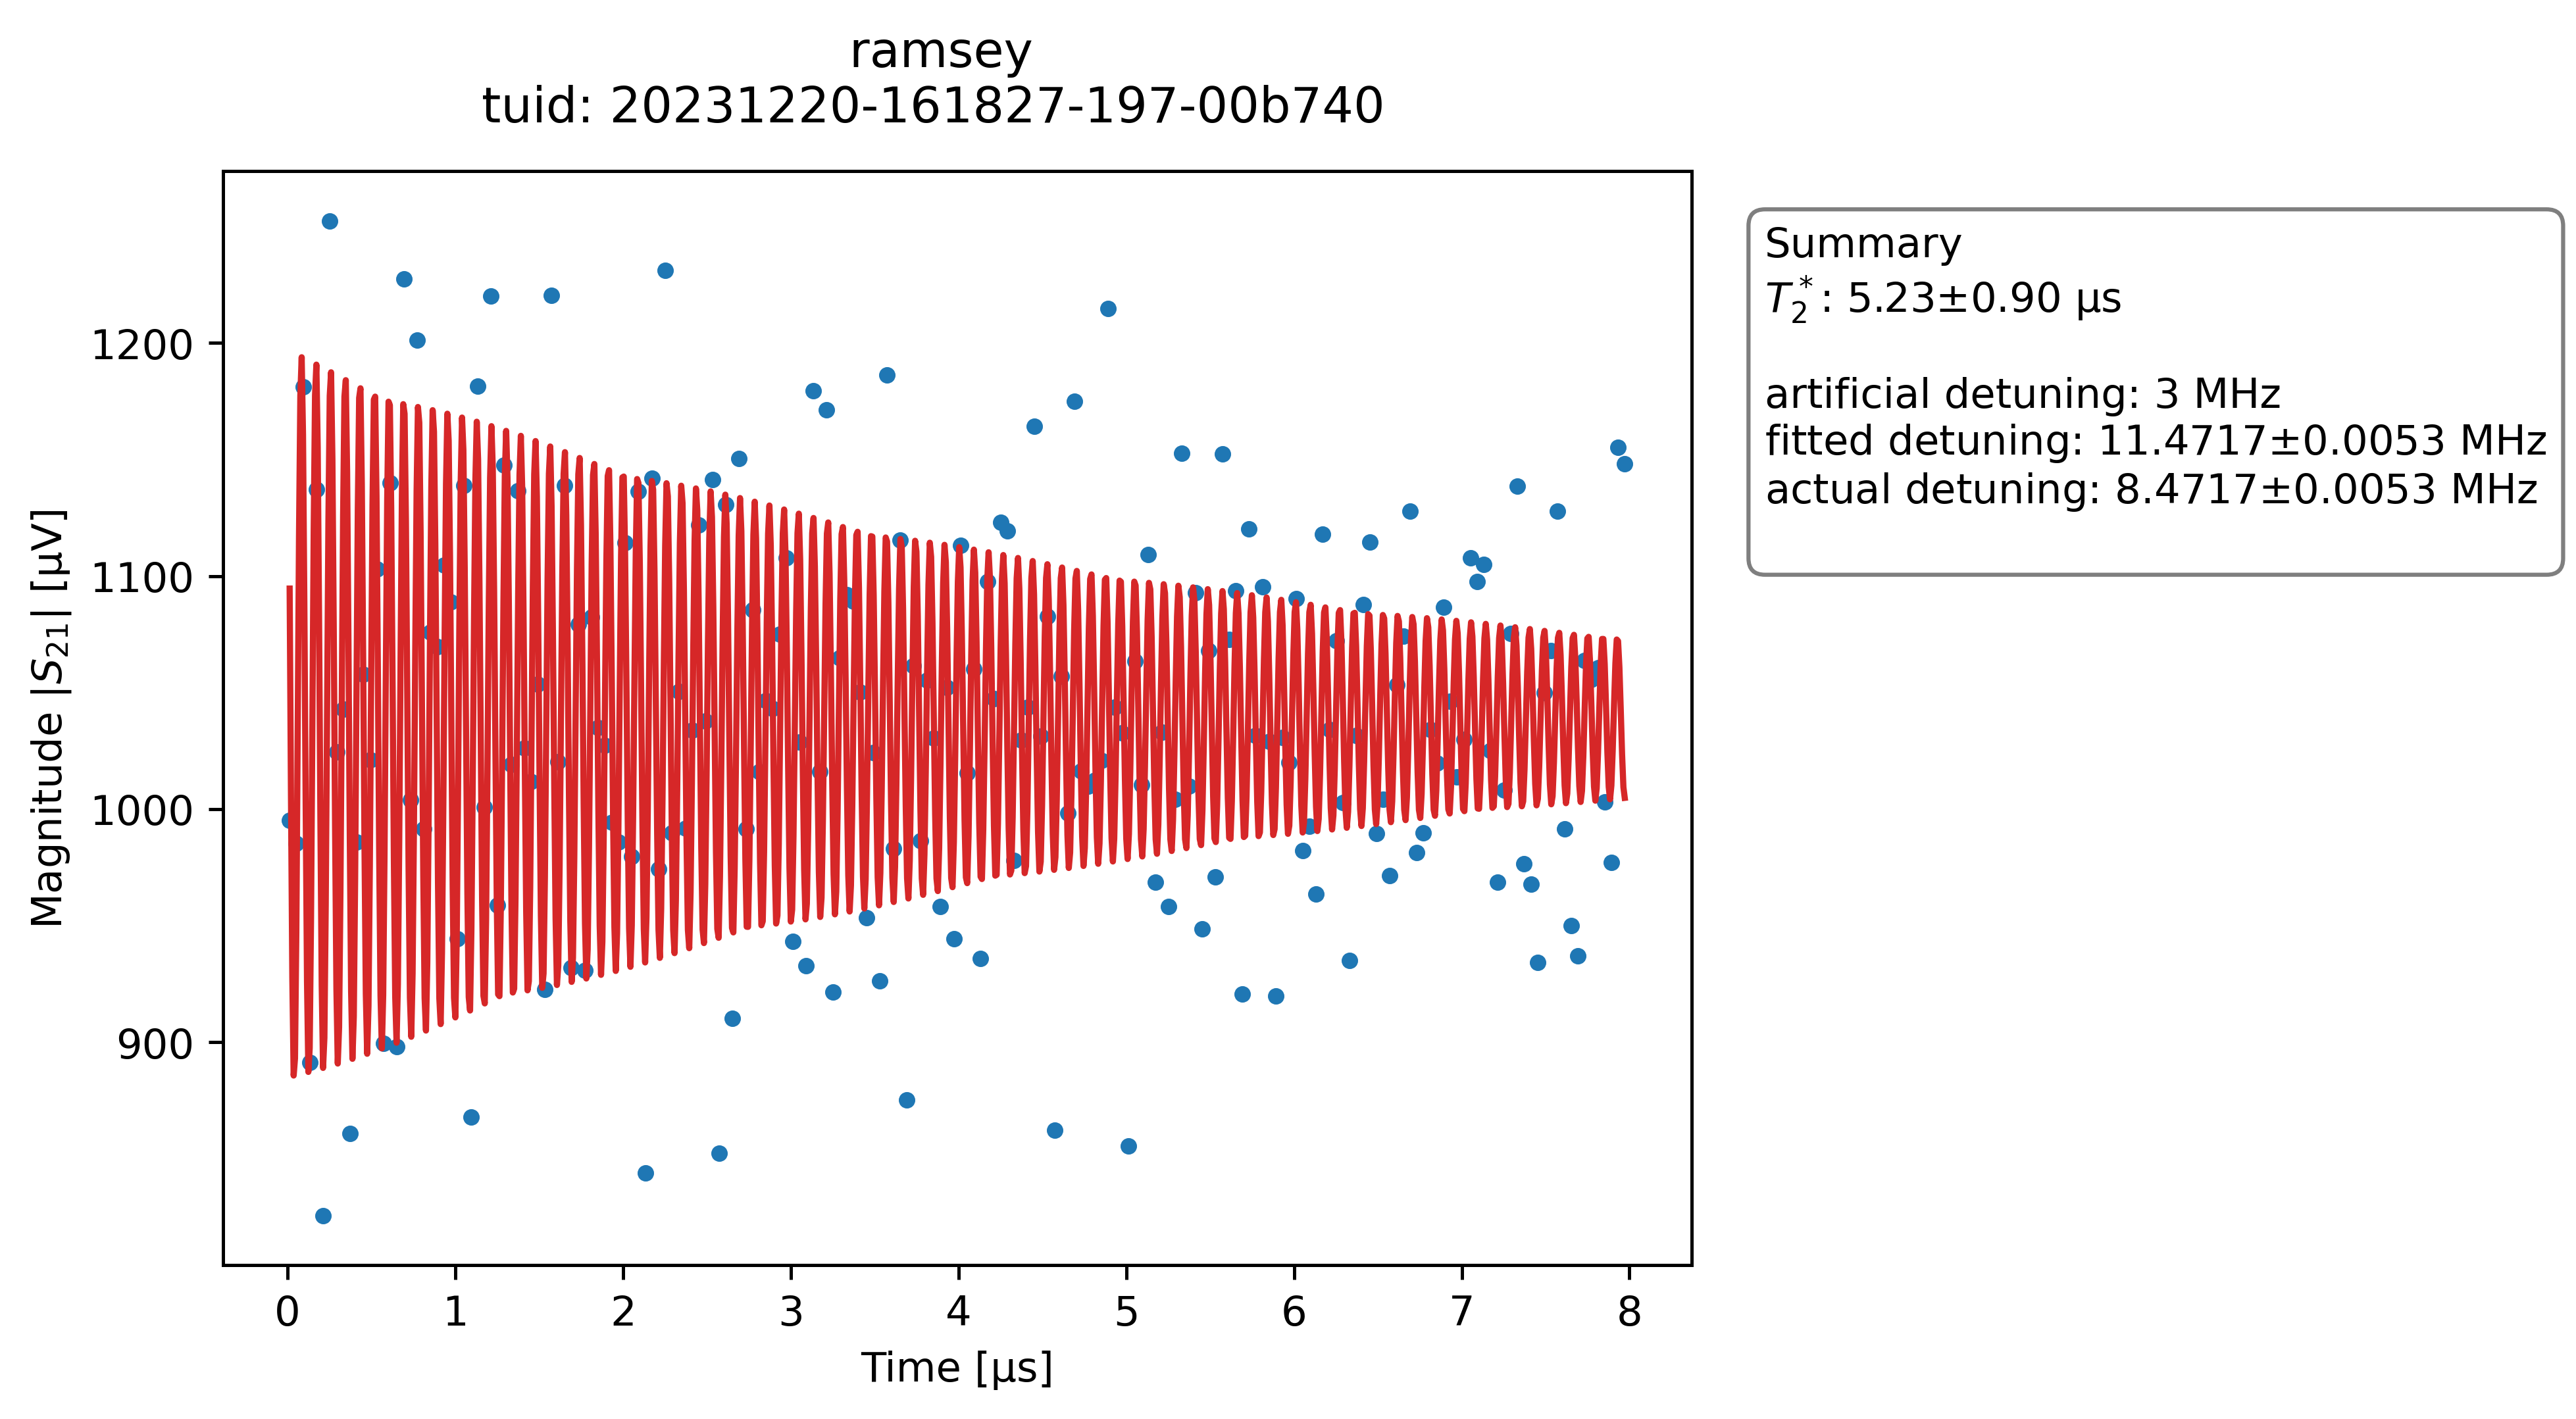 ramsey
tuid: 20231220-161827-197-00b740
Summary
T₂*: 5.23±0.90 µs
artificial detuning: 3 MHz
fitted detuning: 11.4717±0.0053 MHz
actual detuning: 8.4717±0.0053 MHz
Magnitude |S₂₁| [µV]
1200
1100
1000
900
0 1 2 3 4 5 6 7 8
Time [µs]